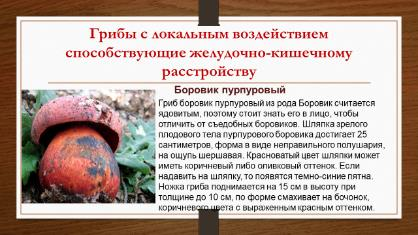 Грибы с локальным воздействием
способствующие желудочно-кишечному
расстройству
Боровик пурпуровый
Гриб боровик пурпуровый из рода Боровик считается
ядовитым, поэтому стоит знать его в лицо, чтобы
отличить от съедобных боровиков. Шляпка зрелого
плодового тела пурпурового боровика достигает 25
сантиметров, форма в виде неправильного полушария,
на ощупь шершавая. Красноватый цвет шляпки может
иметь коричневый либо оливковый оттенок. Если
надавить на шляпку, то появятся темно-синие пятна.
Ножка гриба поднимается на 15 см в высоту при
толщине до 10 см, по форме смахивает на бочонок,
коричневого цвета с выраженным красным оттенком.